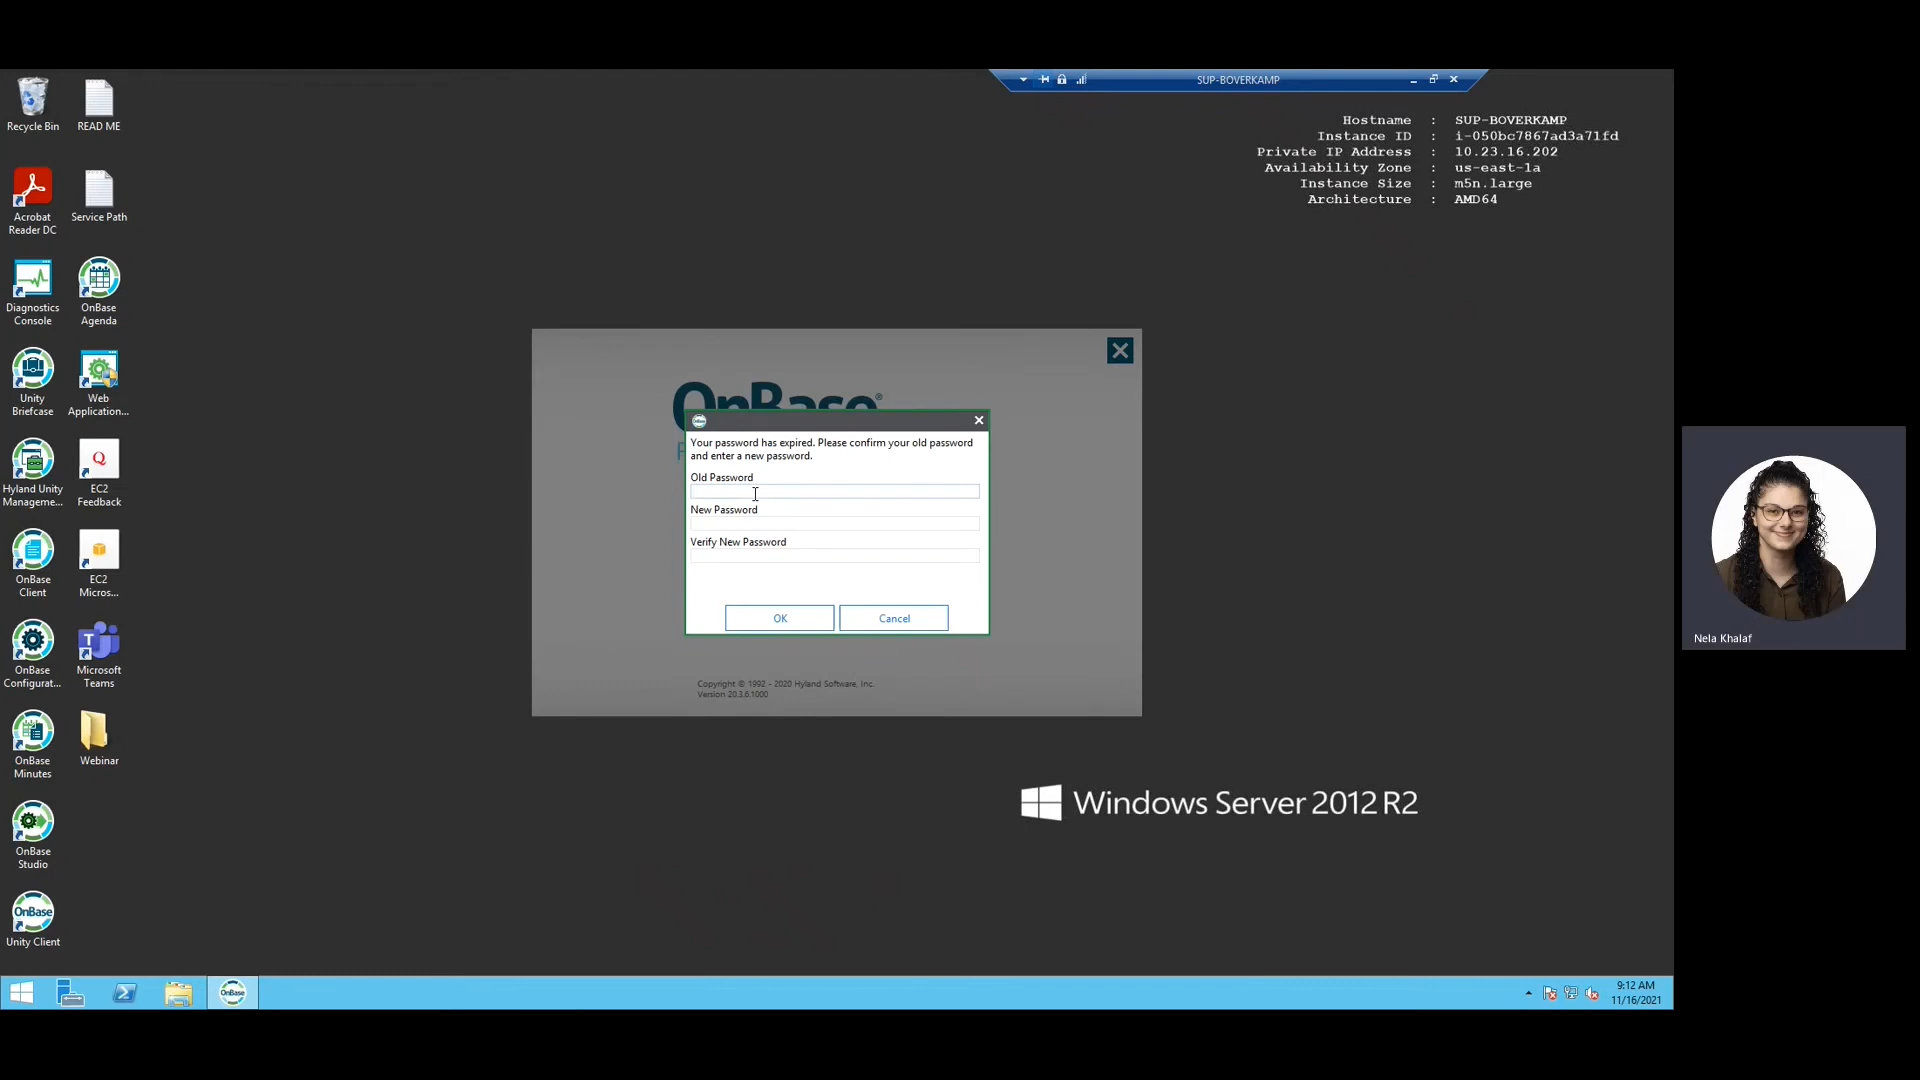 SUP-BOVERKAMP
Hostname : SUP-BOVERKAMP
Instance ID : i-050bc7867ad3a71fd
Private IP Address : 10.23.16.202
Availability Zone : us-east-1a
Instance Size : m5n.large
Architecture : AMD64
Recycle Bin
READ ME
Acrobat
Reader DC
Service Path
Diagnostics
Console
OnBase
Agenda
Unity
Briefcase
Web
Application...
Hyland Unity
Manageme...
Q
EC2
Feedback
OnBase
Client
EC2
Micros...
OnBase
Configurat...
T
Microsoft
Teams
OnBase
Minutes
Webinar
OnBase
Studio
OnBase
Unity Client
OnBase®
Your password has expired. Please confirm your old password
and enter a new password.
Old Password
New Password
Verify New Password
OK
Cancel
Copyright © 1992 - 2020 Hyland Software, Inc.
Version 20.3.6.1000
Nela Khalaf
Windows Server 2012 R2
OnBase
9:12 AM
11/16/2021